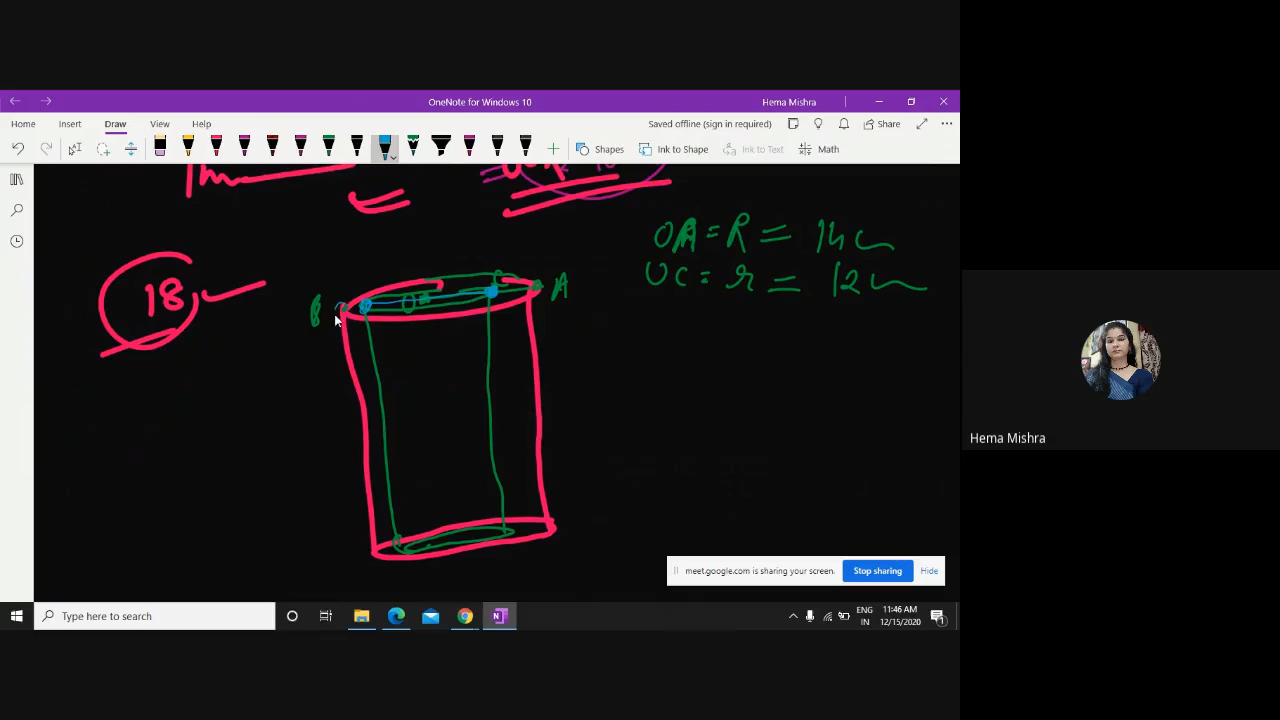 OneNote for Windows 10
Hema Mishra
Home Insert Draw View Help
Saved offline (sign in required)
Share
Shapes
Ink to Shape
Ink to Text
Math
OA = R = 14 cm
OC = r = 12 cm
18
B
O
C
A
Hema Mishra
meet.google.com is sharing your screen.
Stop sharing
Hide
Type here to search
ENG
IN
11:46 AM
12/15/2020